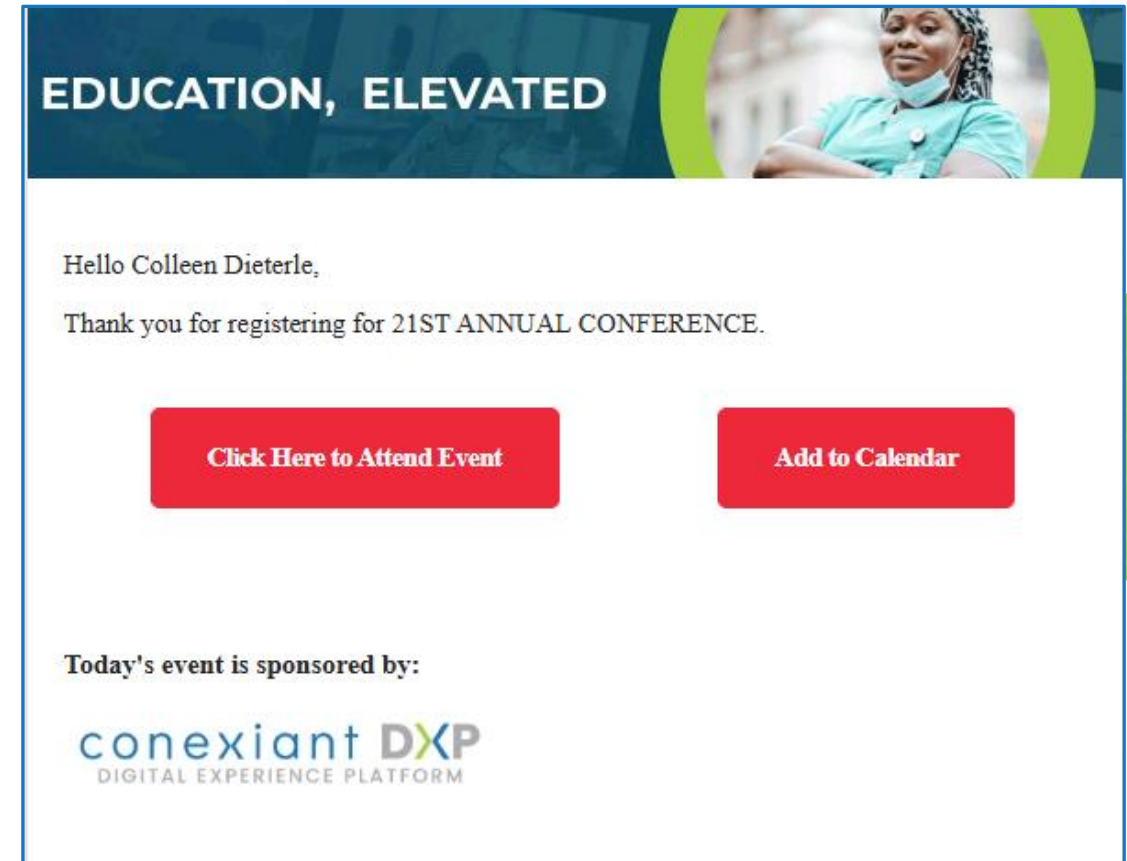 EDUCATION, ELEVATED
Hello Colleen Dieterle,
Thank you for registering for 21ST ANNUAL CONFERENCE.
Click Here to Attend Event
Add to Calendar
Today's event is sponsored by:
conexiant DXP
DIGITAL EXPERIENCE PLATFORM